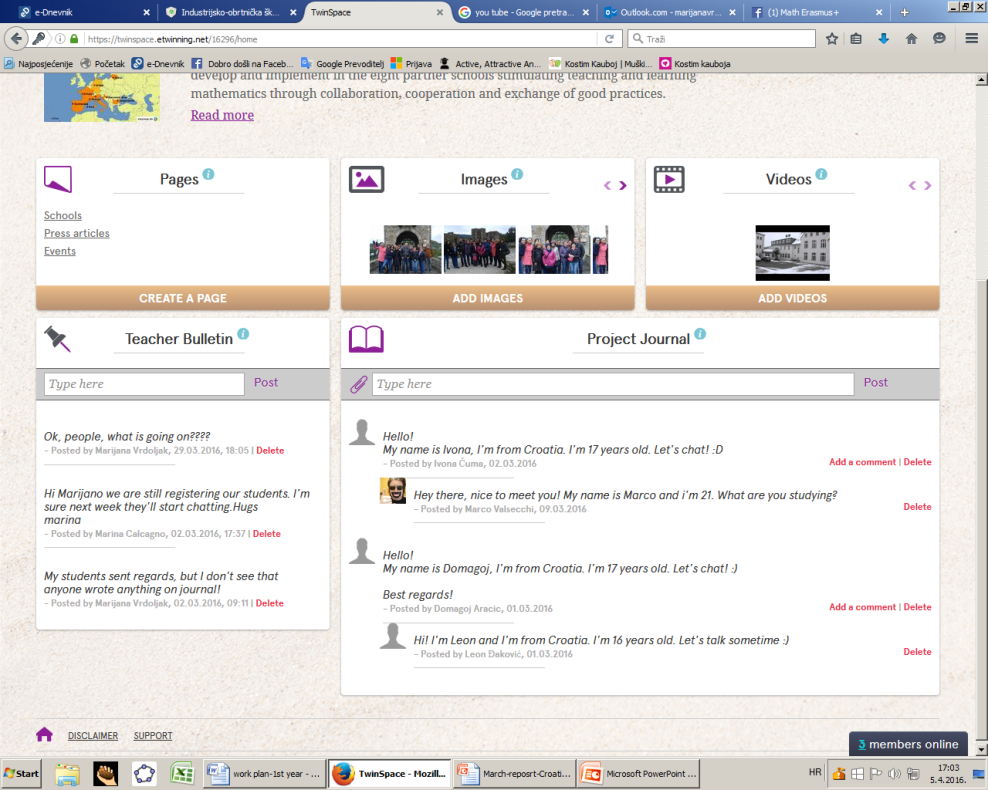 e-Dnevnik
Industrijsko-obrtnička šk...
TwinSpace
you tube - Google pretra...
Outlook.com - marijanavr...
(1) Math Erasmus+
https://twinspace.etwinning.net/16296/home
Traži
Najposjećenije
Početak
e-Dnevnik
Dobro došli na Faceb...
Google Prevoditelj
Prijava
Active, Attractive An...
Kostim Kauboj | Muški...
Kostim kauboja
develop and implement in the eight partner schools stimulating teaching and learning
mathematics through collaboration, cooperation and exchange of good practices.
Read more
Pages
Schools
Press articles
Events
CREATE A PAGE
Images
ADD IMAGES
Videos
ADD VIDEOS
Teacher Bulletin
Type here
Post
Ok, people, what is going on????
- Posted by Marijana Vrdoljak, 29.03.2016, 18:05 | Delete
Hi Marijano we are still registering our students. I'm
sure next week they'll start chatting.Hugs
marina
- Posted by Marina Calcagno, 02.03.2016, 17:37 | Delete
My students sent regards, but I don't see that
anyone wrote anything on journal!
- Posted by Marijana Vrdoljak, 02.03.2016, 09:11 | Delete
Project Journal
Type here
Post
Hello!
My name is Ivona, I'm from Croatia. I'm 17 years old. Let's chat! :D
- Posted by Ivona Čuma, 02.03.2016
Add a comment | Delete
Hey there, nice to meet you! My name is Marco and i'm 21. What are you studying?
- Posted by Marco Valsecchi, 09.03.2016
Delete
Hello!
My name is Domagoj, I'm from Croatia. I'm 17 years old. Let's chat! :)
Best regards!
- Posted by Domagoj Aracic, 01.03.2016
Add a comment | Delete
Hi! I'm Leon and I'm from Croatia. I'm 16 years old. Let's talk sometime :)
- Posted by Leon Đaković, 01.03.2016
Delete
DISCLAIMER
SUPPORT
3 members online
Start
work plan-1st year - ...
TwinSpace - Mozill...
March-reposrt-Croati...
Microsoft PowerPoint ...
HR
17:03
5.4.2016.